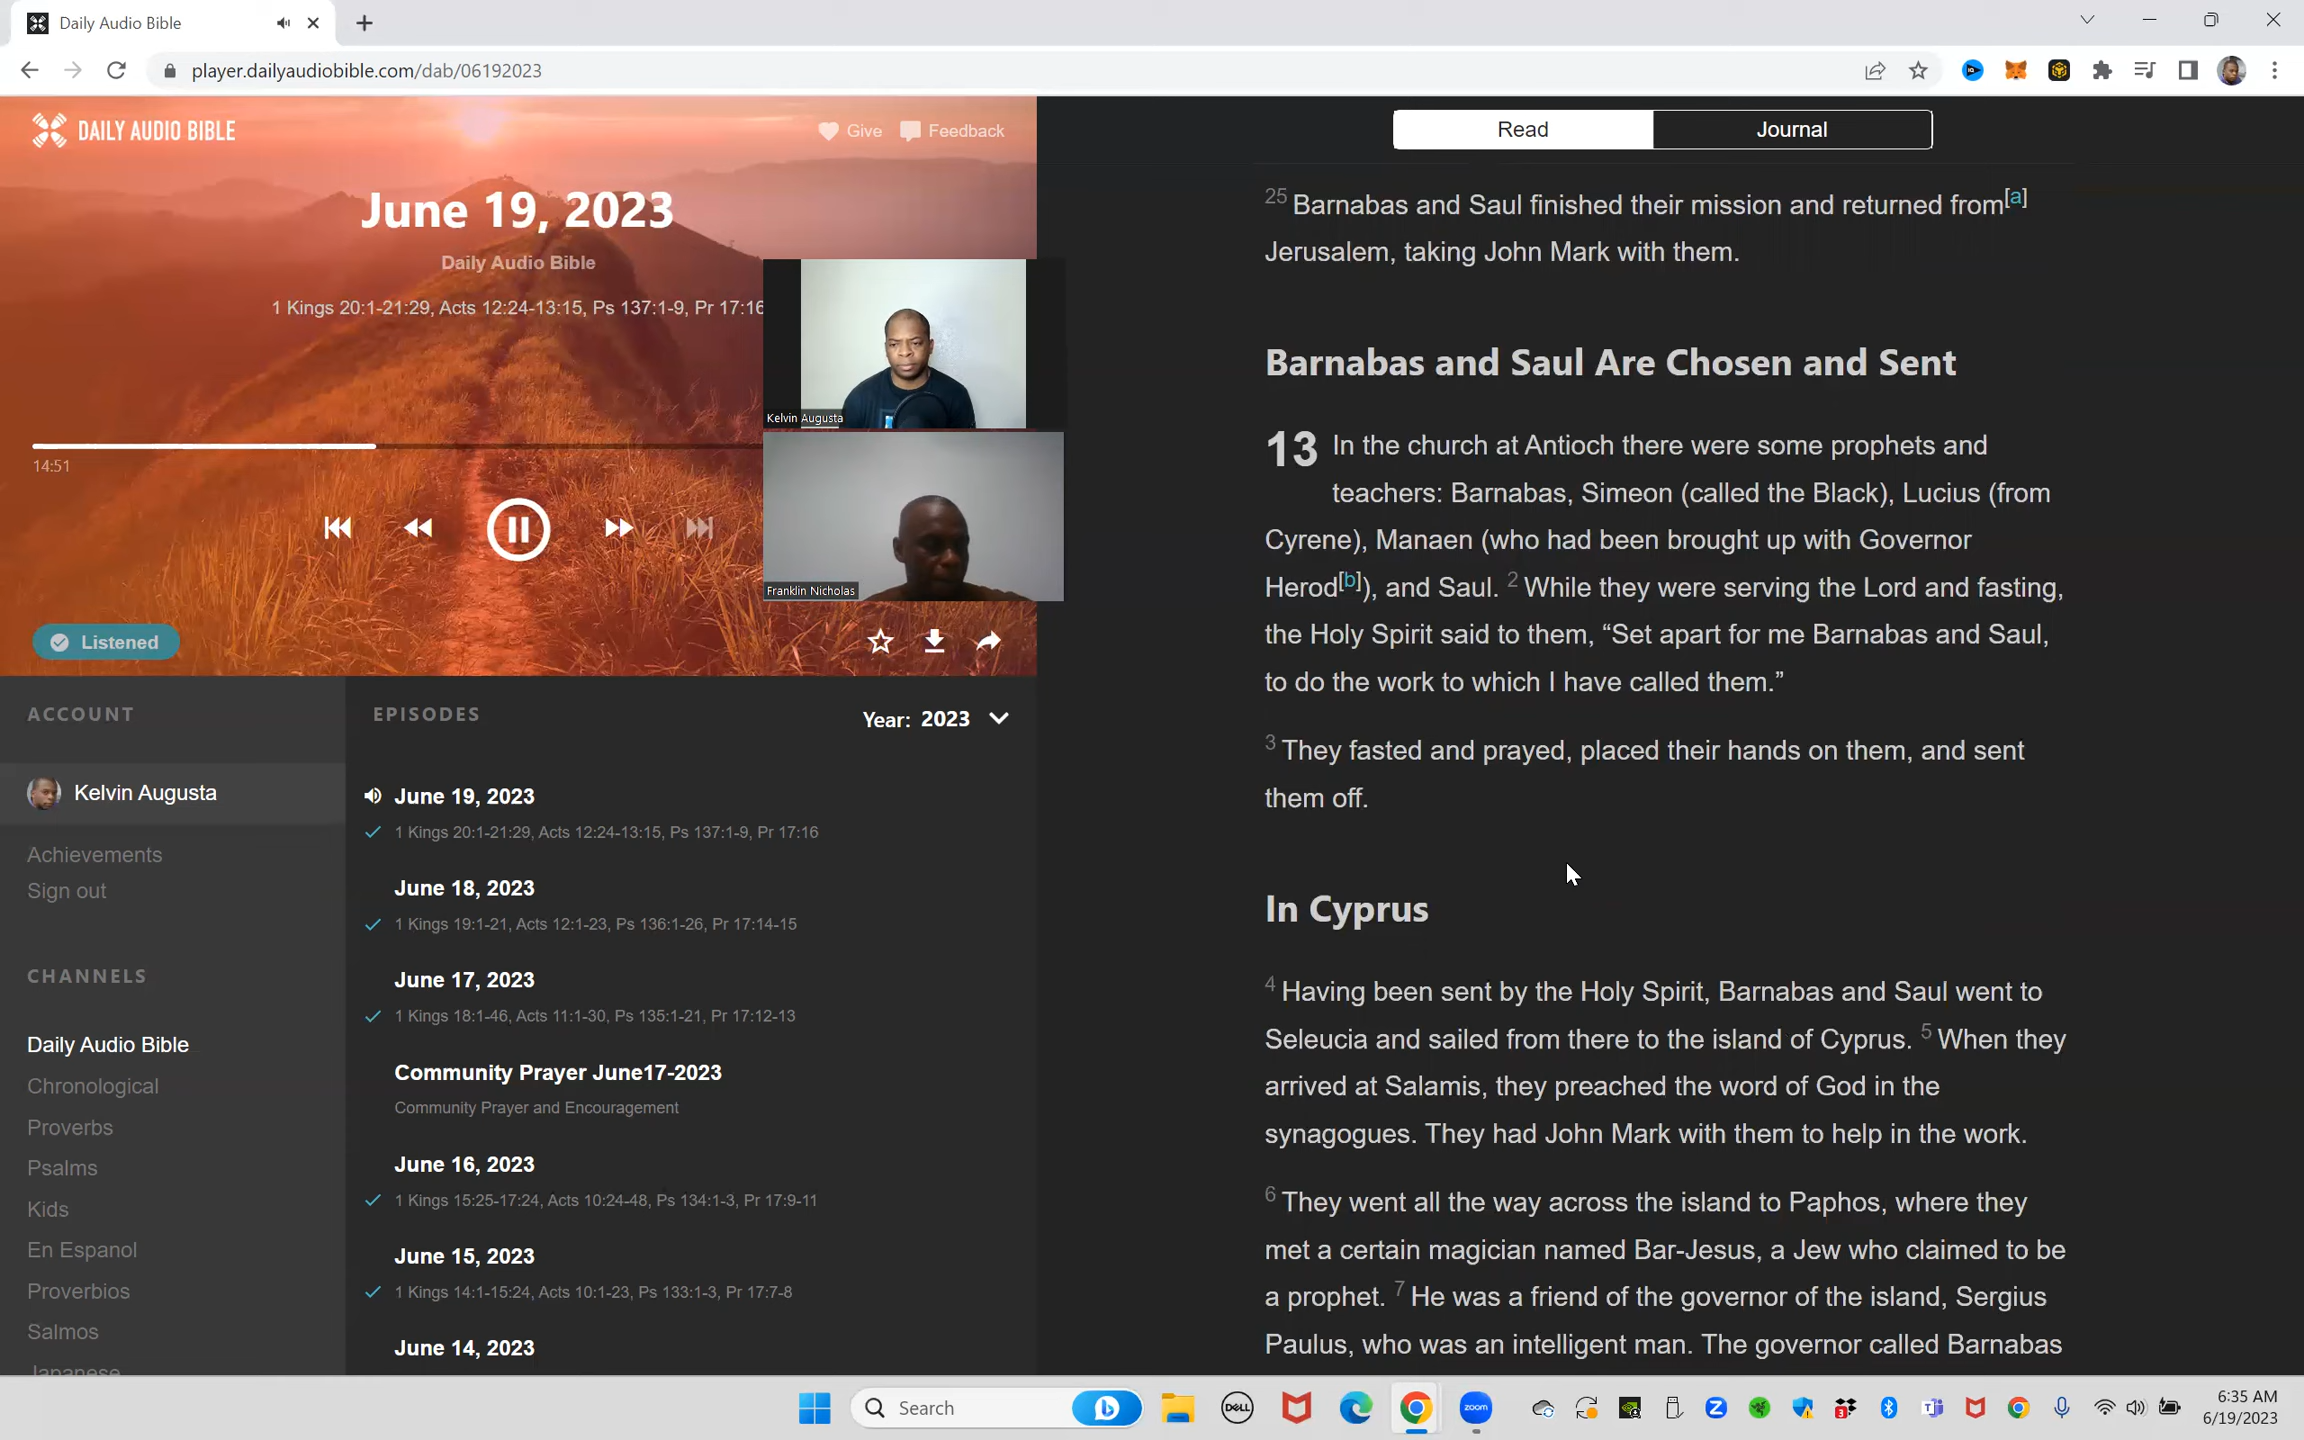 Daily Audio Bible
player.dailyaudiobible.com/dab/06192023
DAILY AUDIO BIBLE
Give
Feedback
June 19, 2023
Daily Audio Bible
1 Kings 20:1-21:29, Acts 12:24-13:15, Ps 137:1-9, Pr 17:16
Kelvin Augusta
14:51
Franklin Nicholas
Listened
ACCOUNT
Kelvin Augusta
Achievements
Sign out
CHANNELS
Daily Audio Bible
Chronological
Proverbs
Psalms
Kids
En Espanol
Proverbios
Salmos
Japanese
EPISODES
Year: 2023
June 19, 2023
1 Kings 20:1-21:29, Acts 12:24-13:15, Ps 137:1-9, Pr 17:16
June 18, 2023
1 Kings 19:1-21, Acts 12:1-23, Ps 136:1-26, Pr 17:14-15
June 17, 2023
1 Kings 18:1-46, Acts 11:1-30, Ps 135:1-21, Pr 17:12-13
Community Prayer June17-2023
Community Prayer and Encouragement
June 16, 2023
1 Kings 15:25-17:24, Acts 10:24-48, Ps 134:1-3, Pr 17:9-11
June 15, 2023
1 Kings 14:1-15:24, Acts 10:1-23, Ps 133:1-3, Pr 17:7-8
June 14, 2023
Read
Journal
25 Barnabas and Saul finished their mission and returned from[a]
Jerusalem, taking John Mark with them.
Barnabas and Saul Are Chosen and Sent
13 In the church at Antioch there were some prophets and
teachers: Barnabas, Simeon (called the Black), Lucius (from
Cyrene), Manaen (who had been brought up with Governor
Herod[b]), and Saul. 2 While they were serving the Lord and fasting,
the Holy Spirit said to them, “Set apart for me Barnabas and Saul,
to do the work to which I have called them.”
3 They fasted and prayed, placed their hands on them, and sent
them off.
In Cyprus
4 Having been sent by the Holy Spirit, Barnabas and Saul went to
Seleucia and sailed from there to the island of Cyprus. 5 When they
arrived at Salamis, they preached the word of God in the
synagogues. They had John Mark with them to help in the work.
6 They went all the way across the island to Paphos, where they
met a certain magician named Bar-Jesus, a Jew who claimed to be
a prophet. 7 He was a friend of the governor of the island, Sergius
Paulus, who was an intelligent man. The governor called Barnabas
Search
DELL
zoom
3
6:35 AM
6/19/2023